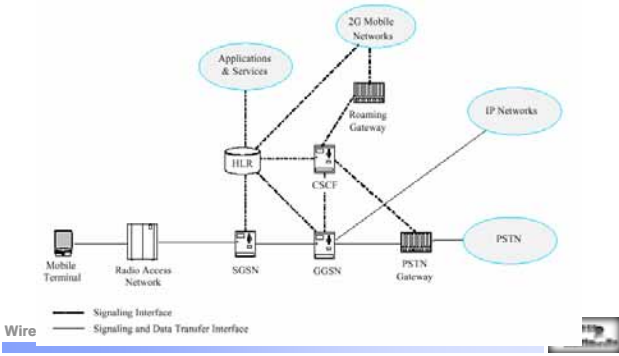 2G Mobile
Networks
Applications
& Services
Roaming
Gateway
IP Networks
HLR
CSCF
PSTN
Mobile
Terminal
Radio Access
Network
SGSN
GGSN
PSTN
Gateway
Signaling Interface
Signaling and Data Transfer Interface
Wire